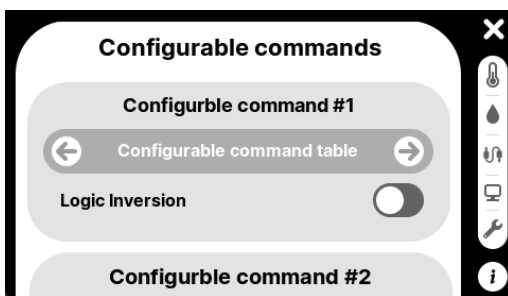 Configurable commands
Configurble command #1
Configurable command table
Logic Inversion
Configurble command #2
i